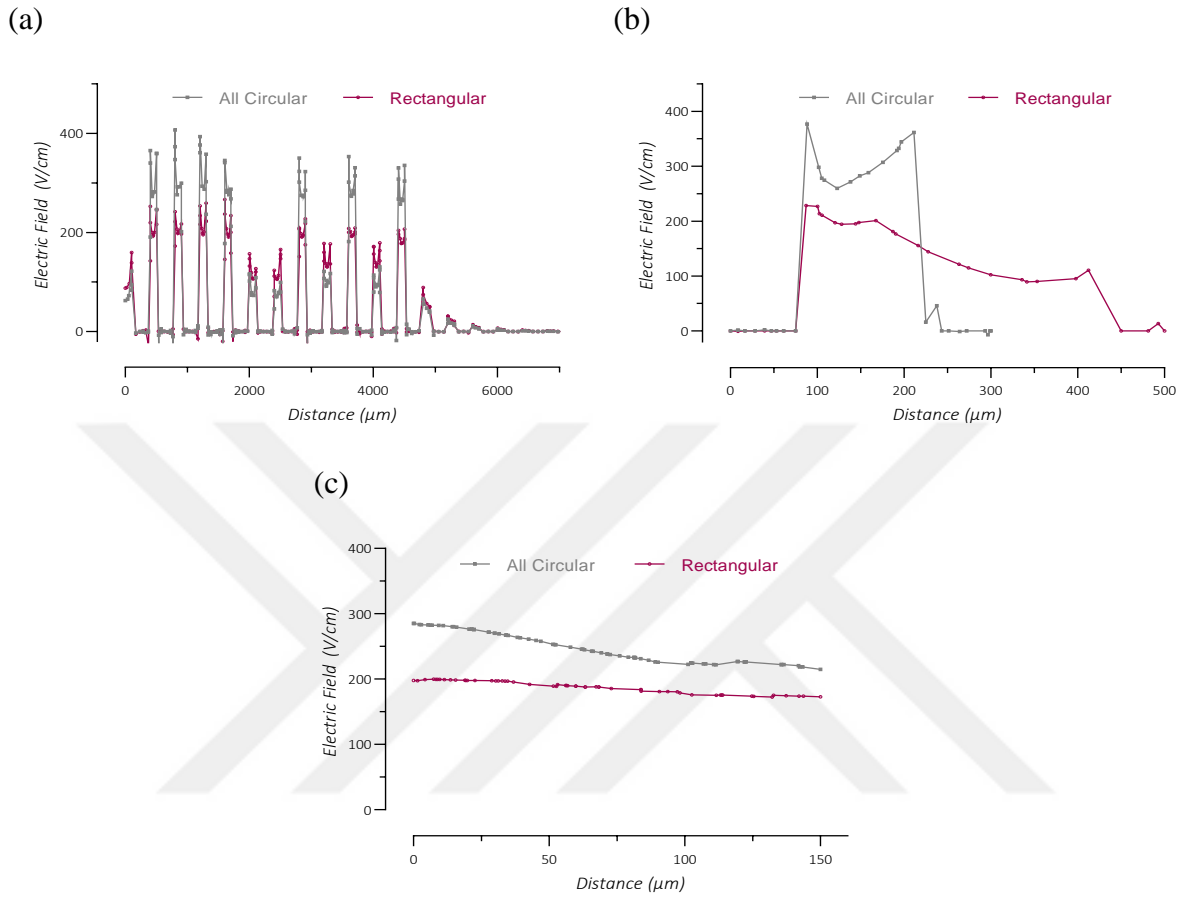 (a)
All Circular Rectangular
Electric Field (V/cm)
400
200
0
0 2000 4000 6000
Distance (μm)
(b)
All Circular Rectangular
Electric Field (V/cm)
400
300
200
100
0
0 100 200 300 400 500
Distance (μm)
(c)
All Circular Rectangular
Electric Field (V/cm)
400
300
200
100
0
0 50 100 150
Distance (μm)